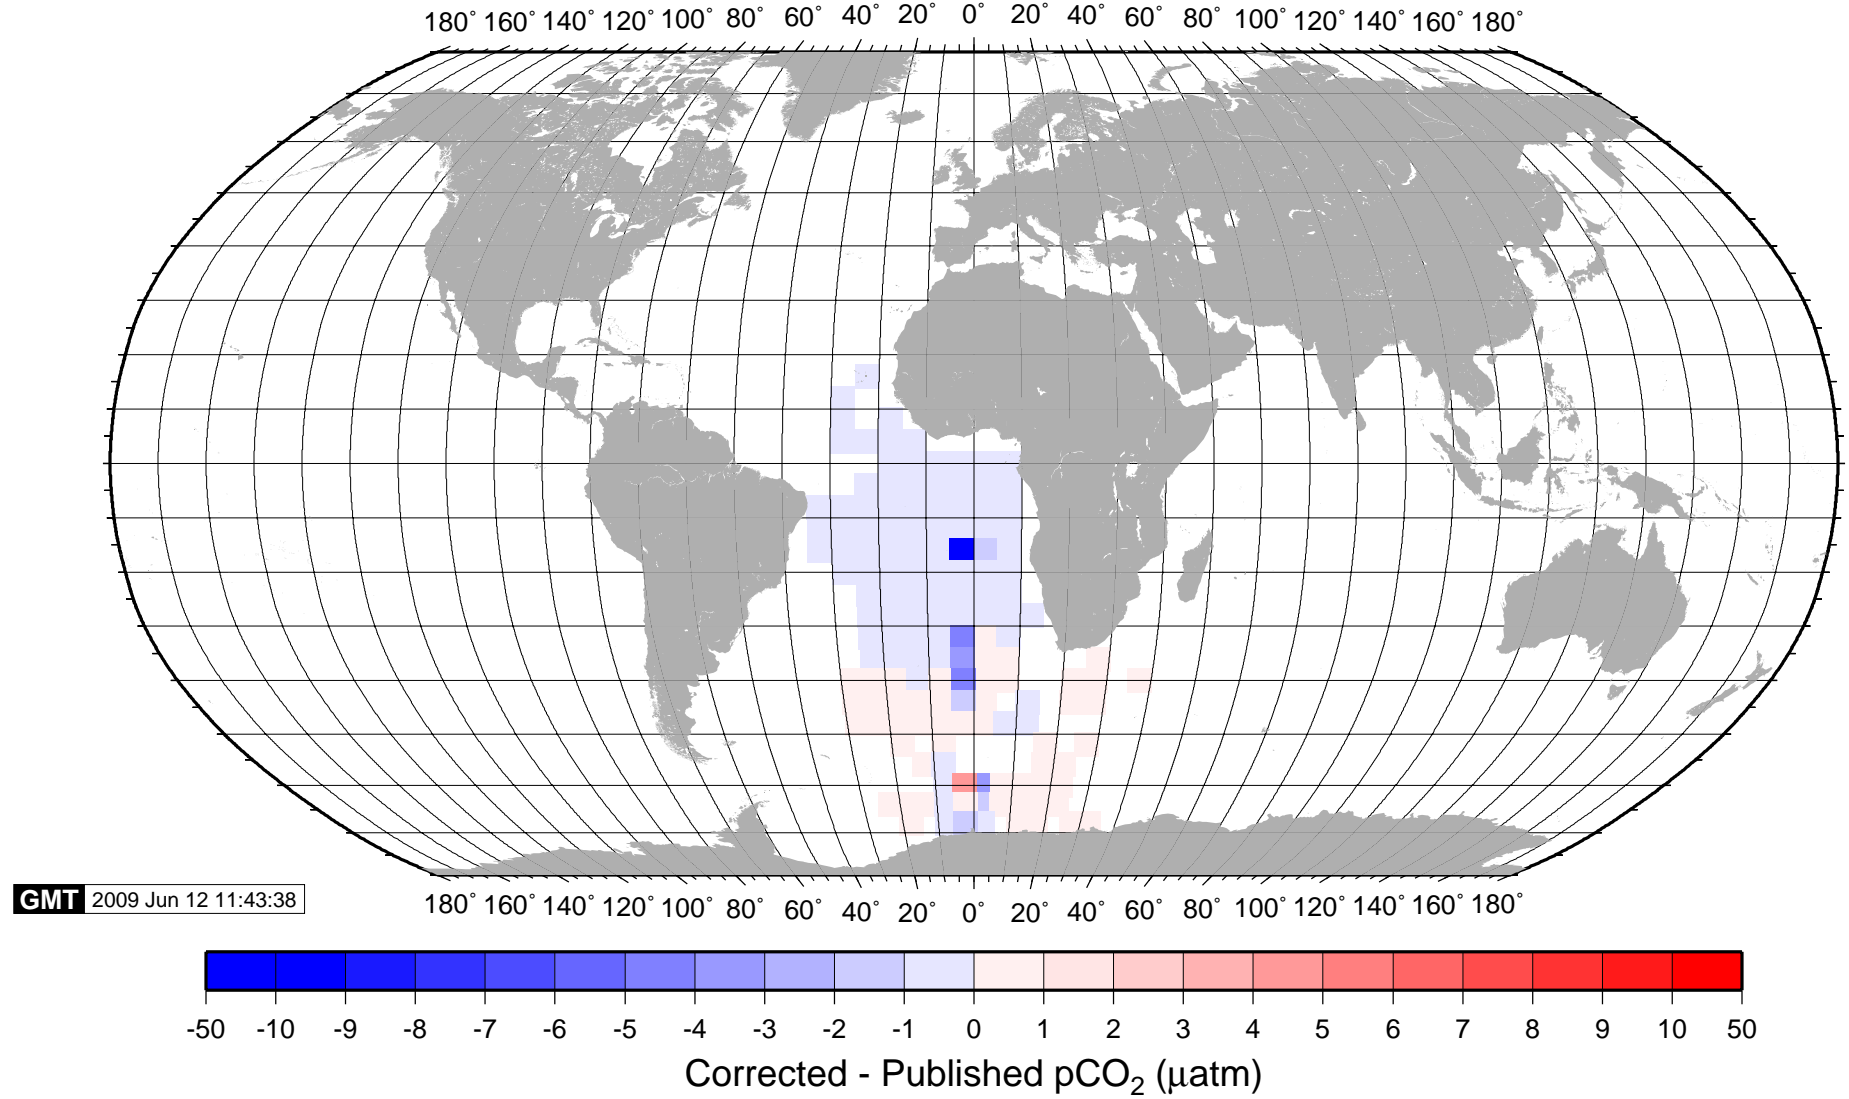 180° 160° 140° 120° 100° 80° 60° 40° 20° 0° 20° 40° 60° 80° 100° 120° 140° 160° 180°
GMT 2009 Jun 12 11:43:38
180° 160° 140° 120° 100° 80° 60° 40° 20° 0° 20° 40° 60° 80° 100° 120° 140° 160° 180°
-50 -10 -9 -8 -7 -6 -5 -4 -3 -2 -1 0 1 2 3 4 5 6 7 8 9 10 50
Corrected - Published pCO₂ (μatm)